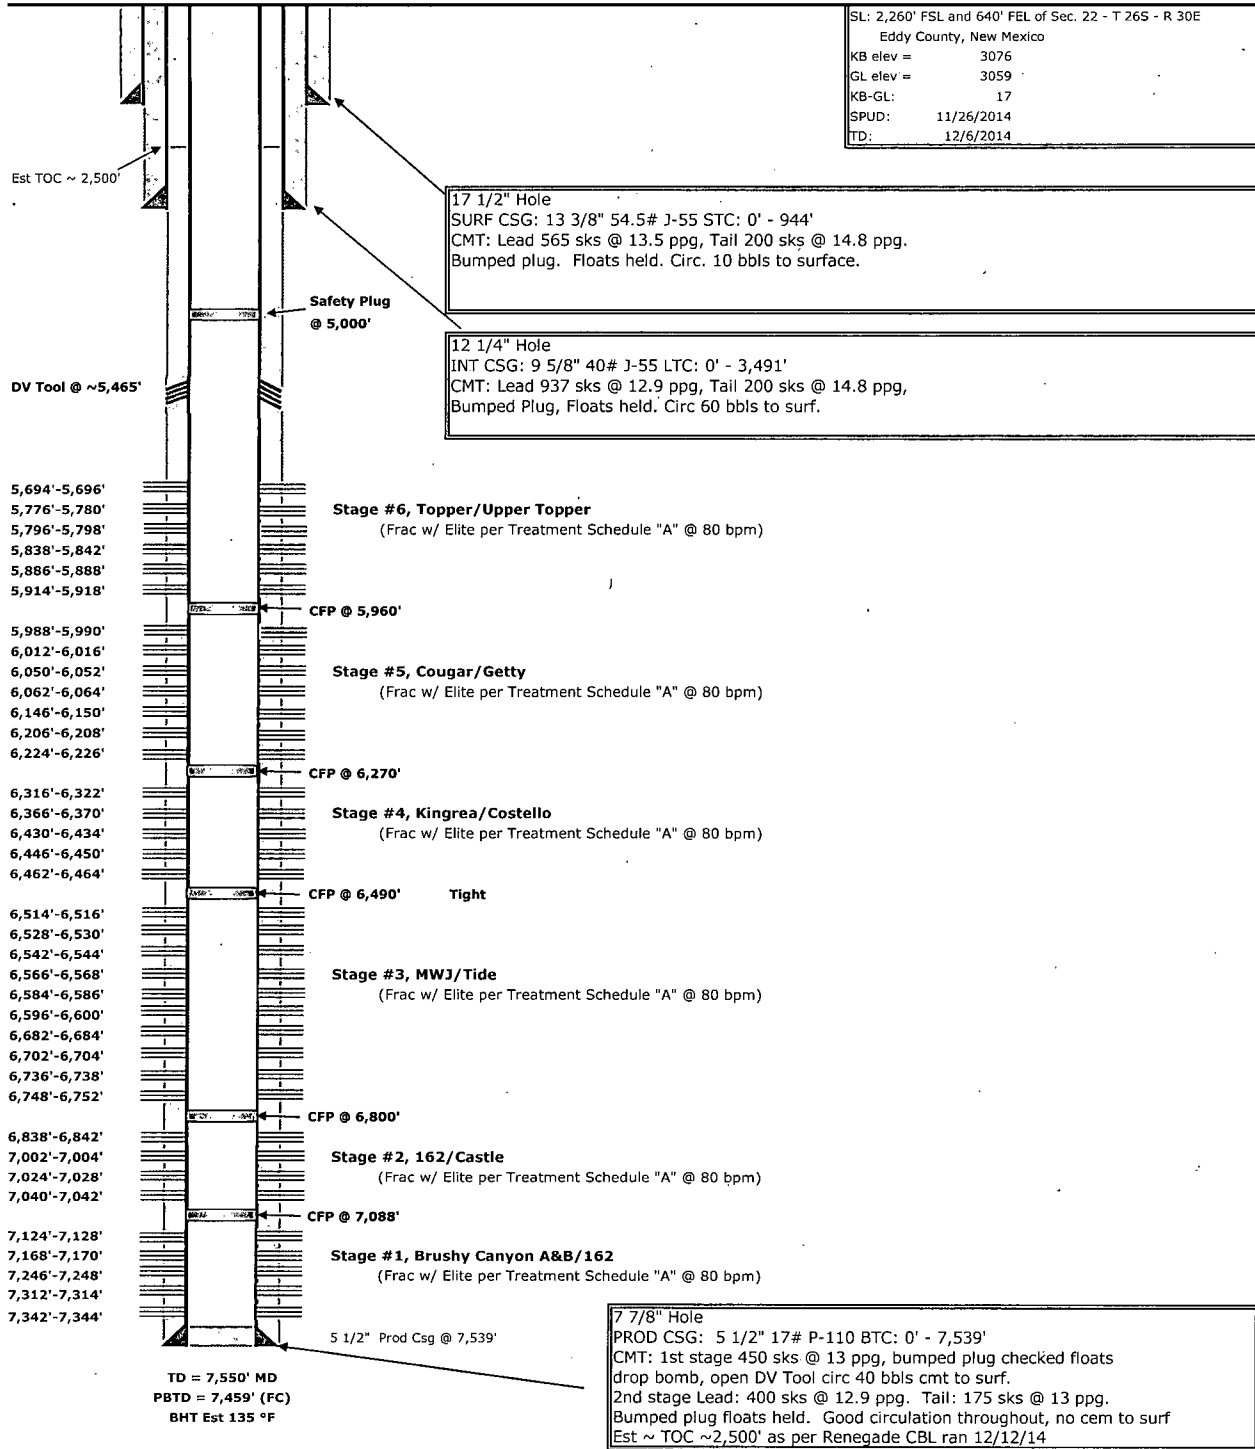 SL: 2,260' FSL and 640' FEL of Sec. 22 - T 26S - R 30E
Eddy County, New Mexico
KB elev = 3076
GL elev = 3059
KB-GL: 17
SPUD: 11/26/2014
TD: 12/6/2014
Est TOC ~ 2,500'
17 1/2" Hole
SURF CSG: 13 3/8" 54.5# J-55 STC: 0' - 944'
CMT: Lead 565 sks @ 13.5 ppg, Tail 200 sks @ 14.8 ppg.
Bumped plug. Floats held. Circ. 10 bbls to surface.
Safety Plug
@ 5,000'
12 1/4" Hole
INT CSG: 9 5/8" 40# J-55 LTC: 0' - 3,491'
CMT: Lead 937 sks @ 12.9 ppg, Tail 200 sks @ 14.8 ppg,
Bumped Plug, Floats held. Circ 60 bbls to surf.
DV Tool @ ~5,465'
5,694'-5,696'
5,776'-5,780'
Stage #6, Topper/Upper Topper
5,796'-5,798'
(Frac w/ Elite per Treatment Schedule "A" @ 80 bpm)
5,838'-5,842'
5,886'-5,888'
5,914'-5,918'
CFP @ 5,960'
5,988'-5,990'
6,012'-6,016'
6,050'-6,052'
Stage #5, Cougar/Getty
6,062'-6,064'
(Frac w/ Elite per Treatment Schedule "A" @ 80 bpm)
6,146'-6,150'
6,206'-6,208'
6,224'-6,226'
CFP @ 6,270'
6,316'-6,322'
6,366'-6,370'
Stage #4, Kingrea/Costello
6,430'-6,434'
(Frac w/ Elite per Treatment Schedule "A" @ 80 bpm)
6,446'-6,450'
6,462'-6,464'
CFP @ 6,490' Tight
6,514'-6,516'
6,528'-6,530'
6,542'-6,544'
6,566'-6,568'
Stage #3, MWJ/Tide
6,584'-6,586'
(Frac w/ Elite per Treatment Schedule "A" @ 80 bpm)
6,596'-6,600'
6,682'-6,684'
6,702'-6,704'
6,736'-6,738'
6,748'-6,752'
CFP @ 6,800'
6,838'-6,842'
7,002'-7,004'
Stage #2, 162/Castle
7,024'-7,028'
(Frac w/ Elite per Treatment Schedule "A" @ 80 bpm)
7,040'-7,042'
CFP @ 7,088'
7,124'-7,128'
7,168'-7,170'
Stage #1, Brushy Canyon A&B/162
7,246'-7,248'
(Frac w/ Elite per Treatment Schedule "A" @ 80 bpm)
7,312'-7,314'
7,342'-7,344'
5 1/2" Prod Csg @ 7,539'
TD = 7,550' MD
PBTD = 7,459' (FC)
BHT Est 135 °F
7 7/8" Hole
PROD CSG: 5 1/2" 17# P-110 BTC: 0' - 7,539'
CMT: 1st stage 450 sks @ 13 ppg, bumped plug checked floats
drop bomb, open DV Tool circ 40 bbls cmt to surf.
2nd stage Lead: 400 sks @ 12.9 ppg. Tail: 175 sks @ 13 ppg.
Bumped plug floats held. Good circulation throughout, no cem to surf
Est ~ TOC ~2,500' as per Renegade CBL ran 12/12/14